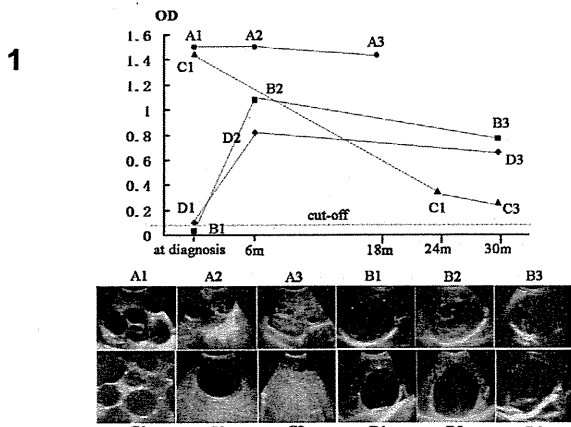 1
OD
1.6
A1 A2 A3
1.4
C1
1.2
B2
1
0.8
D2
B3
D3
0.6
0.4
D1
C1 C3
0.2
cut-off
B1
0
at diagnosis 6m 18m 24m 30m
A1 A2 A3 B1 B2 B3